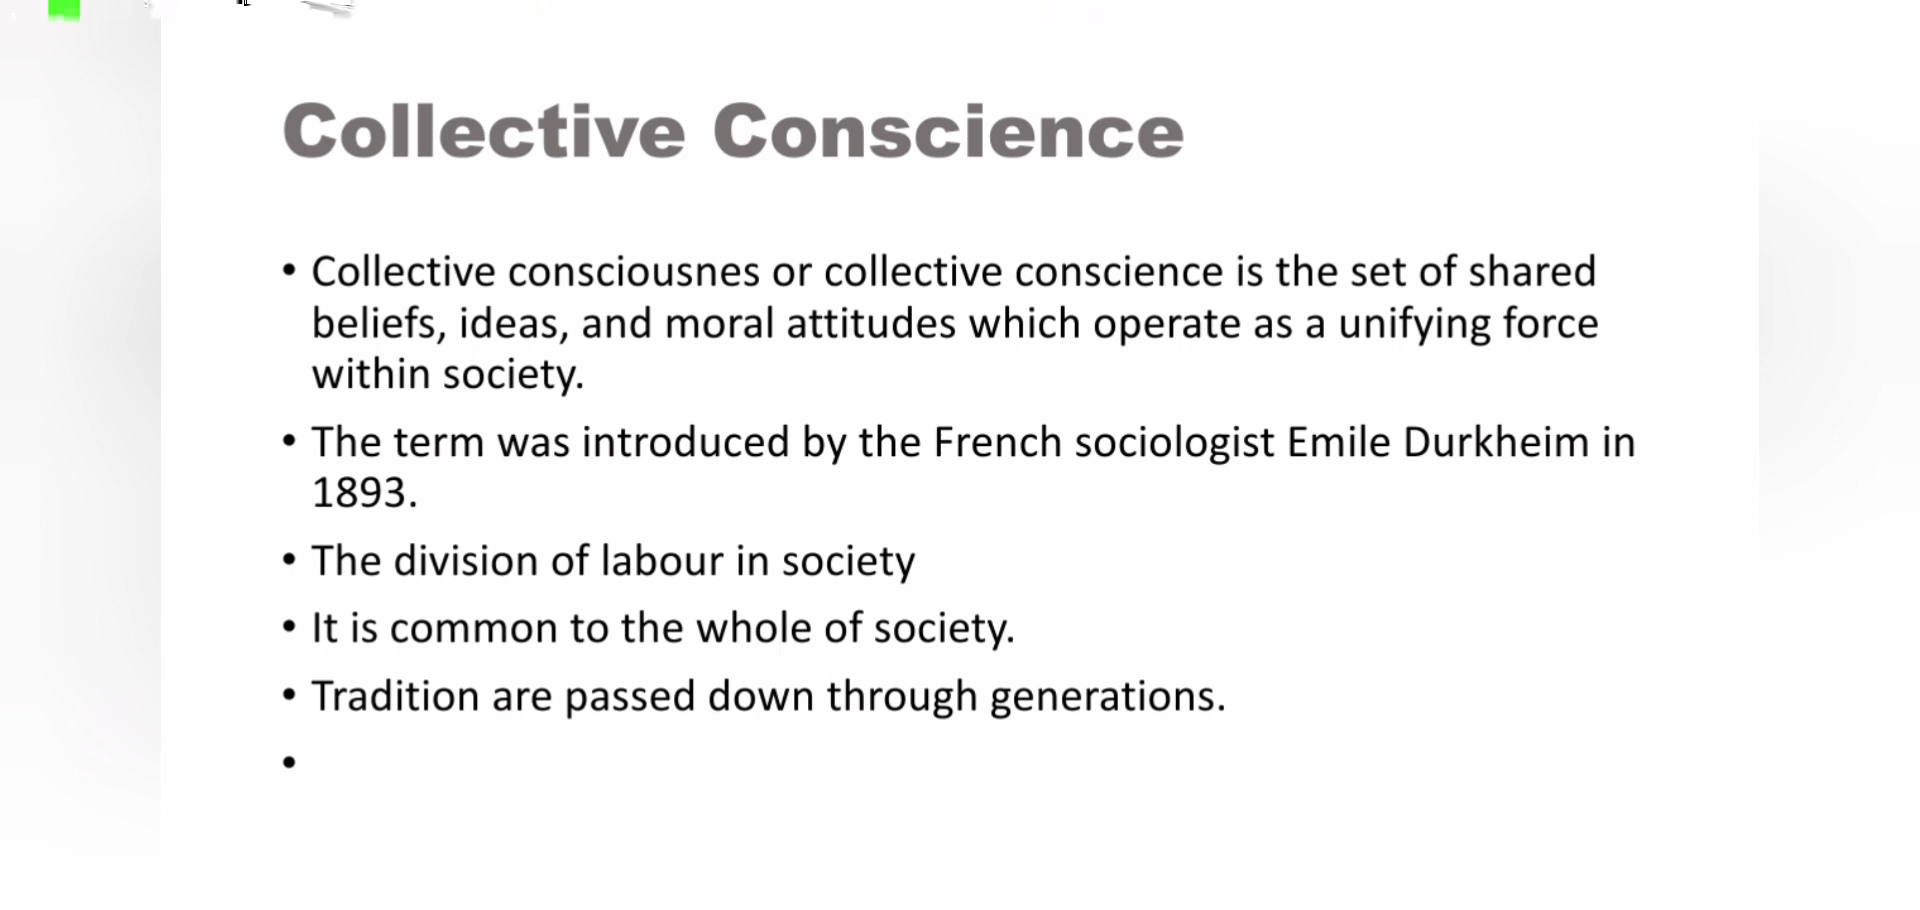 Collective Conscience
• Collective consciousnes or collective conscience is the set of shared
beliefs, ideas, and moral attitudes which operate as a unifying force
within society.
• The term was introduced by the French sociologist Emile Durkheim in
1893.
• The division of labour in society
• It is common to the whole of society.
• Tradition are passed down through generations.
•